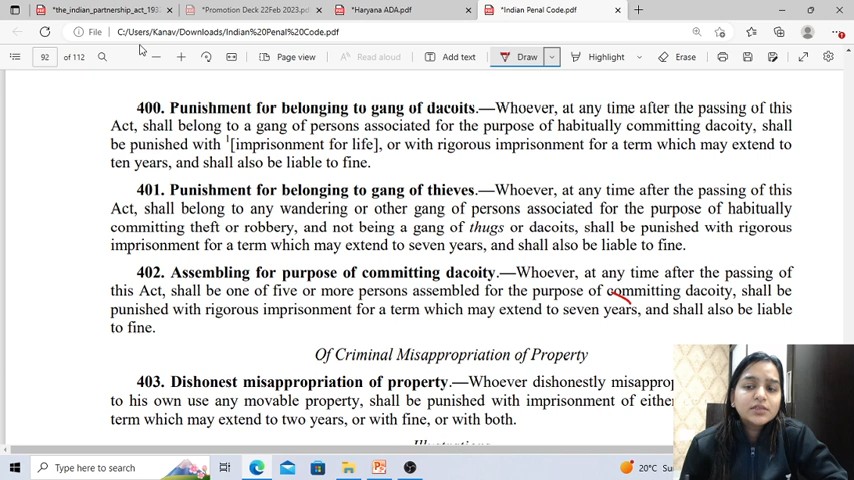 *the_indian_partnership_act_193
*Promotion Deck 22Feb 2023.pdf
*Haryana ADA.pdf
*Indian Penal Code.pdf
File
C:/Users/Kanav/Downloads/Indian%20Penal%20Code.pdf
92 of 112
Page view
Read aloud
Add text
Draw
Highlight
Erase
400. Punishment for belonging to gang of dacoits.—Whoever, at any time after the passing of this
Act, shall belong to a gang of persons associated for the purpose of habitually committing dacoity, shall
be punished with 1[imprisonment for life], or with rigorous imprisonment for a term which may extend to
ten years, and shall also be liable to fine.
401. Punishment for belonging to gang of thieves.—Whoever, at any time after the passing of this
Act, shall belong to any wandering or other gang of persons associated for the purpose of habitually
committing theft or robbery, and not being a gang of thugs or dacoits, shall be punished with rigorous
imprisonment for a term which may extend to seven years, and shall also be liable to fine.
402. Assembling for purpose of committing dacoity.—Whoever, at any time after the passing of
this Act, shall be one of five or more persons assembled for the purpose of committing dacoity, shall be
punished with rigorous imprisonment for a term which may extend to seven years, and shall also be liable
to fine.
Of Criminal Misappropriation of Property
403. Dishonest misappropriation of property.—Whoever dishonestly misapprop
to his own use any movable property, shall be punished with imprisonment of either
term which may extend to two years, or with fine, or with both.
Illustrations
Type here to search
20°C Su